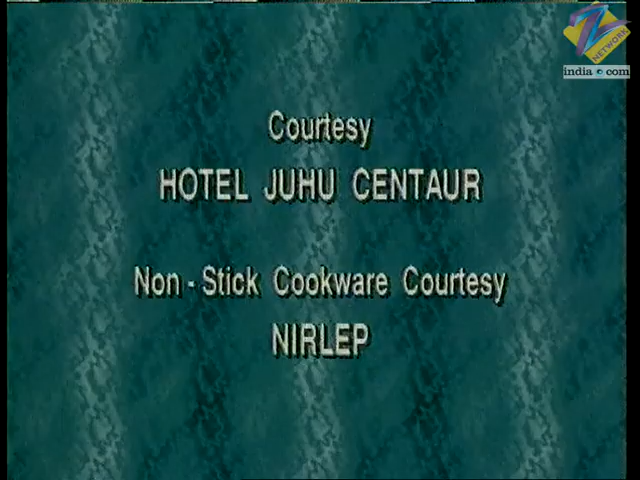 Z
NETWORK
india.com
Courtesy
HOTEL JUHU CENTAUR
Non - Stick Cookware Courtesy
NIRLEP